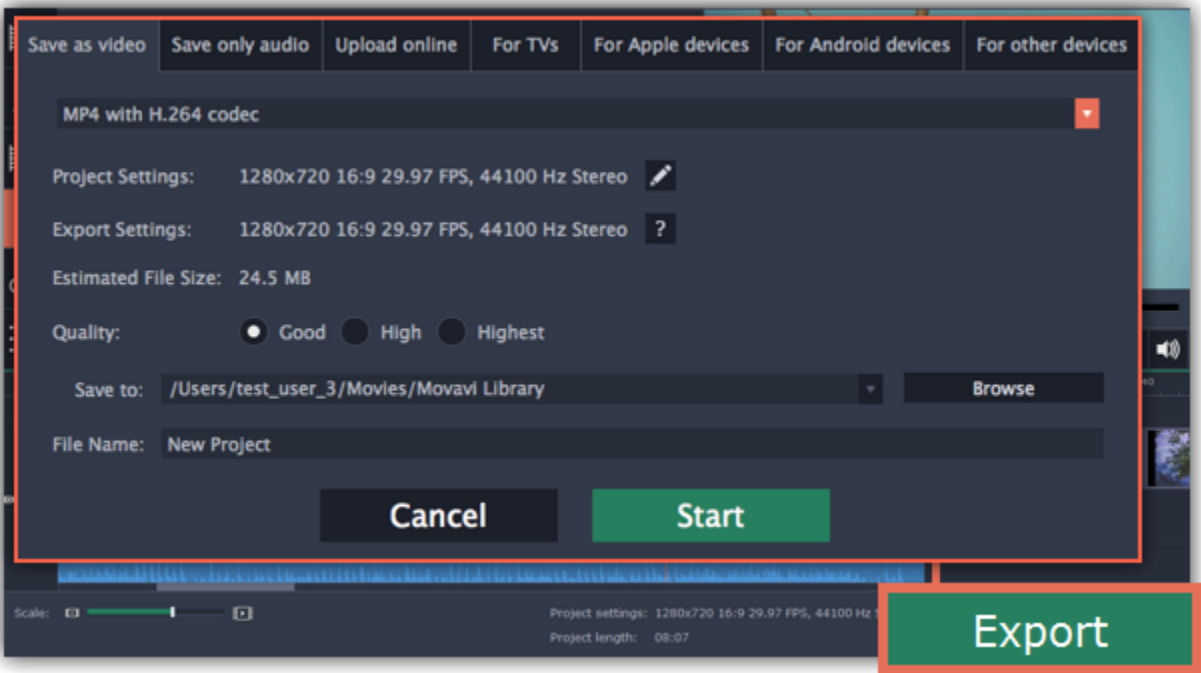 Save as video Save only audio Upload online For TVs For Apple devices For Android devices For other devices
MP4 with H.264 codec
Project Settings: 1280x720 16:9 29.97 FPS, 44100 Hz Stereo
Export Settings: 1280x720 16:9 29.97 FPS, 44100 Hz Stereo ?
Estimated File Size: 24.5 MB
Quality: Good High Highest
Save to: /Users/test_user_3/Movies/Movavi Library Browse
File Name: New Project
Cancel Start
Scale: Project settings: 1280x720 16:9 29.97 FPS, 44100 Hz
Project length: 08:07
Export